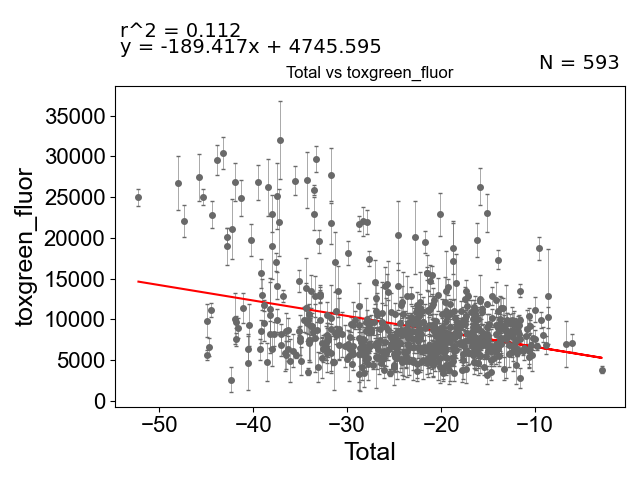 r^2 = 0.112
y = -189.417x + 4745.595
N = 593
Total vs toxgreen_fluor
35000
30000
25000
20000
15000
10000
5000
0
toxgreen_fluor
−50
−40
−30
−20
−10
Total